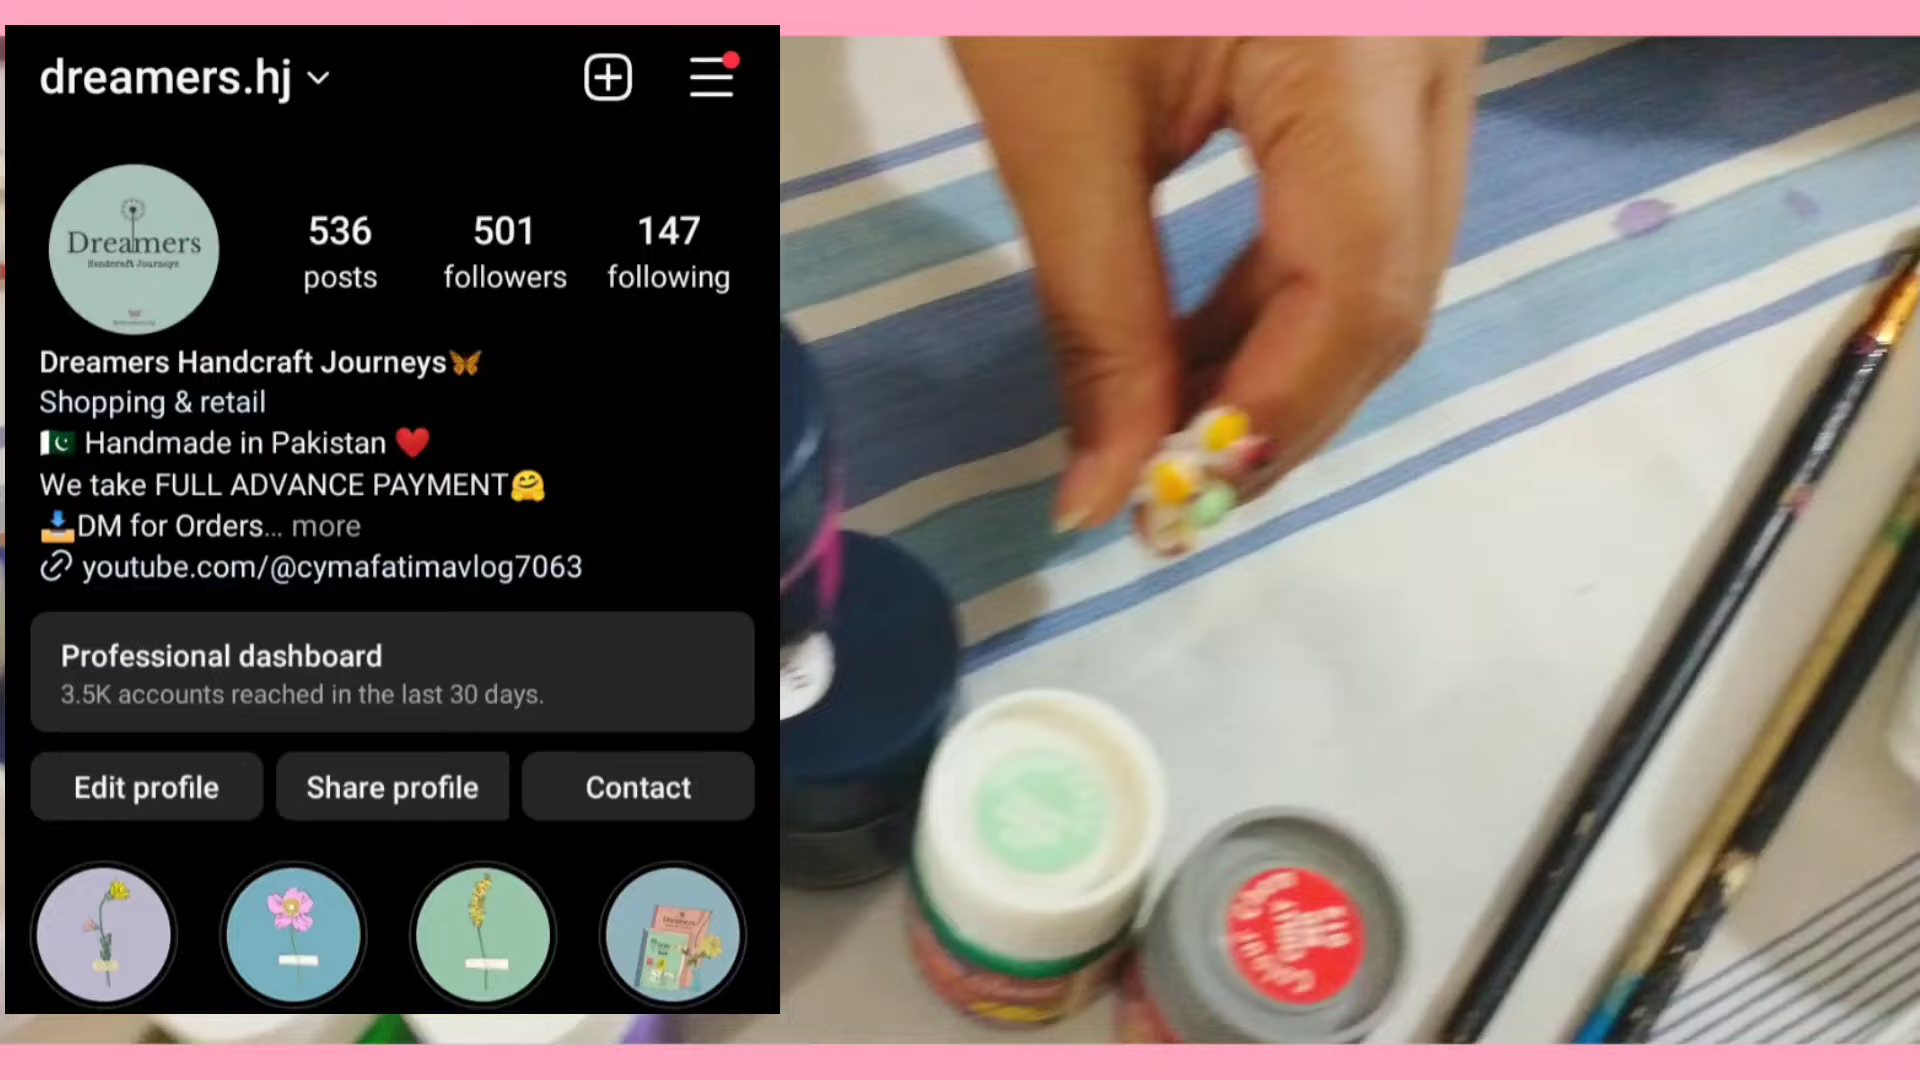 dreamers.hj
536
posts
501
followers
147
following
Dreamers
Handcraft Journeys
Dreamers Handcraft Journeys🦋
Shopping & retail
🇵🇰 Handmade in Pakistan ❤️
We take FULL ADVANCE PAYMENT🤗
📥DM for Orders... more
youtube.com/@cymafatimavlog7063
Professional dashboard
3.5K accounts reached in the last 30 days.
Edit profile
Share profile
Contact